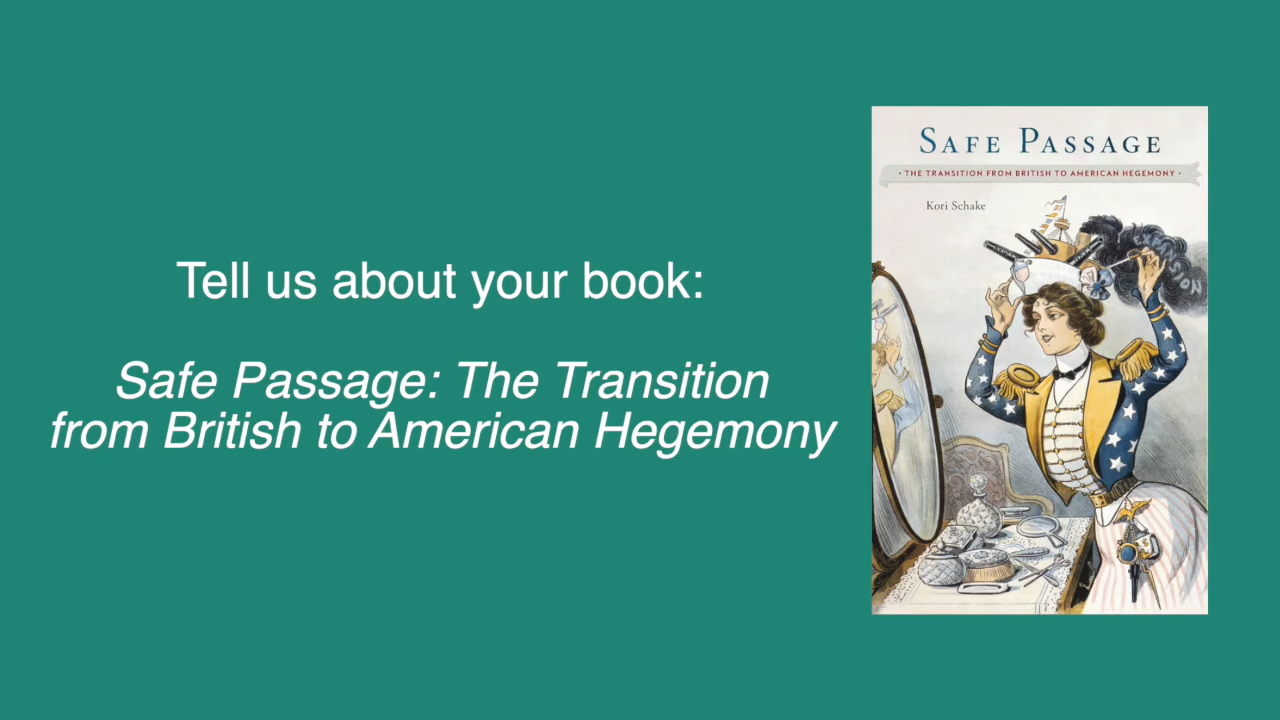 Tell us about your book:
Safe Passage: The Transition
from British to American Hegemony
SAFE PASSAGE
• THE TRANSITION FROM BRITISH TO AMERICAN HEGEMONY •
Kori Schake
EXPANSION